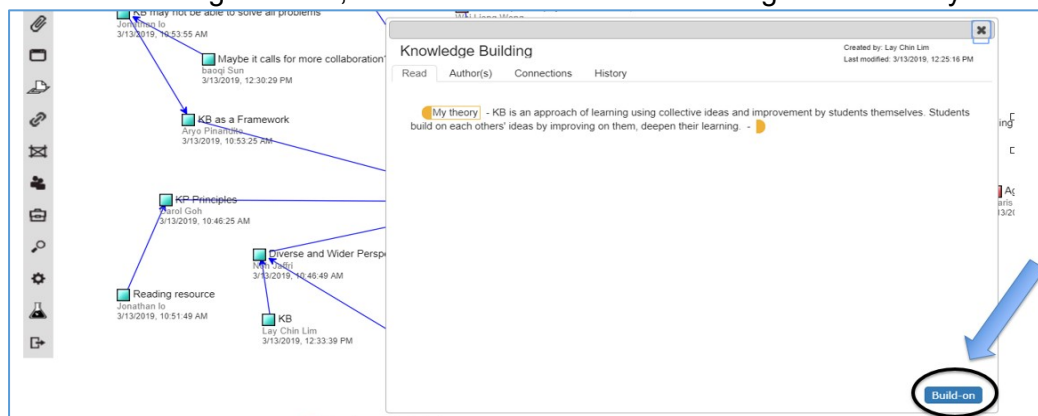 KB may not be able to solve all problems
Jonathan lo
3/13/2019, 10:53:55 AM
Maybe it calls for more collaboration
baoqi Sun
3/13/2019, 12:30:29 PM
KB as a Framework
Aryo Pinandito
3/13/2019, 10:53:25 AM
KP Principles
Carol Goh
3/13/2019, 10:46:25 AM
Diverse and Wider Persp
3/13/2019, 10:46:49 AM
Reading resource
Jonathan lo
3/13/2019, 10:51:49 AM
KB
Lay Chin Lim
3/13/2019, 12:33:39 PM
Knowledge Building
Created by: Lay Chin Lim
Last modified: 3/13/2019, 12:25:16 PM
Read Author(s) Connections History
My theory - KB is an approach of learning using collective ideas and improvement by students themselves. Students
build on each others' ideas by improving on them, deepen their learning. -
Build-on
ing